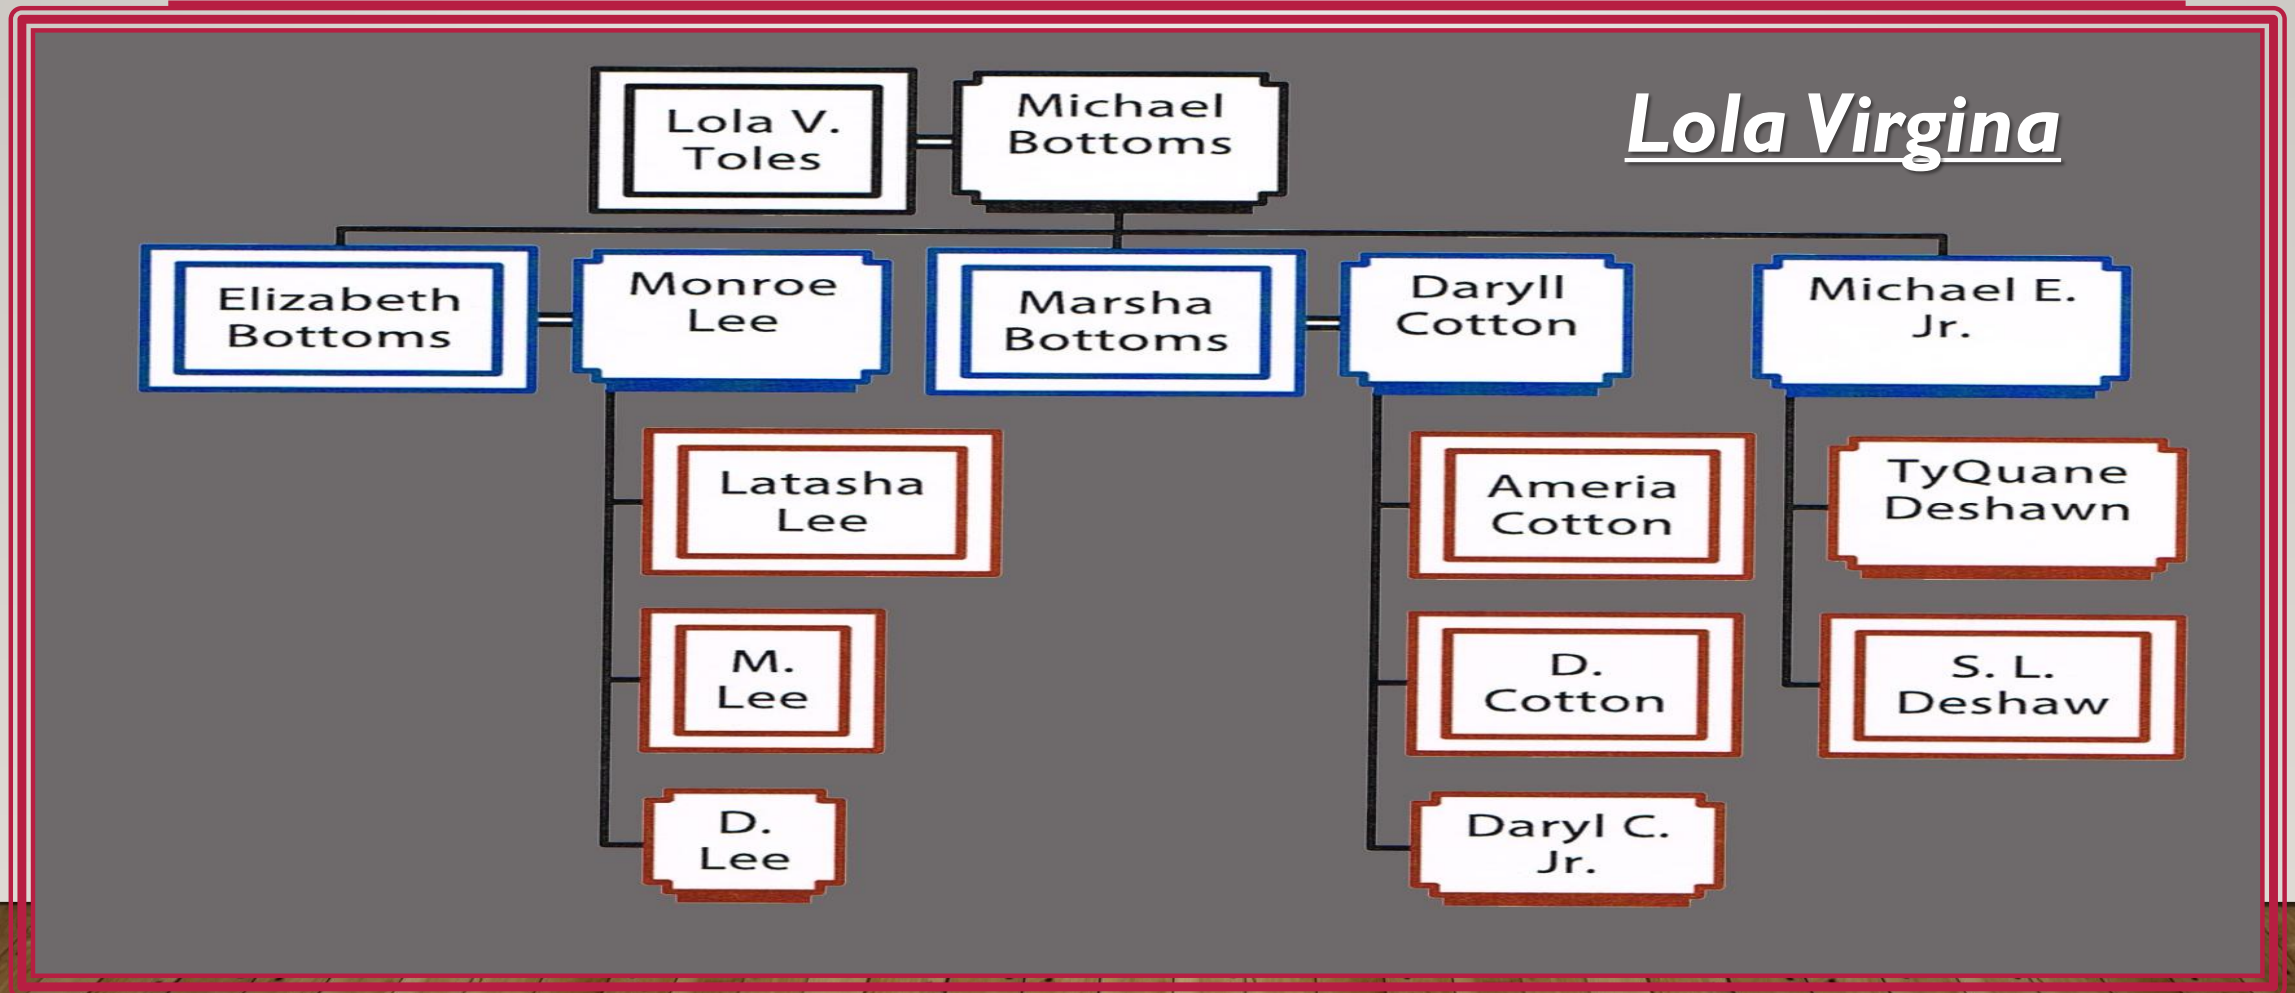 Lola Virgina
Lola V.
Toles
Michael
Bottoms
Elizabeth
Bottoms
Monroe
Lee
Marsha
Bottoms
Daryll
Cotton
Michael E.
Jr.
Latasha
Lee
M.
Lee
D.
Lee
Ameria
Cotton
D.
Cotton
Daryl C.
Jr.
TyQuane
Deshawn
S. L.
Deshaw